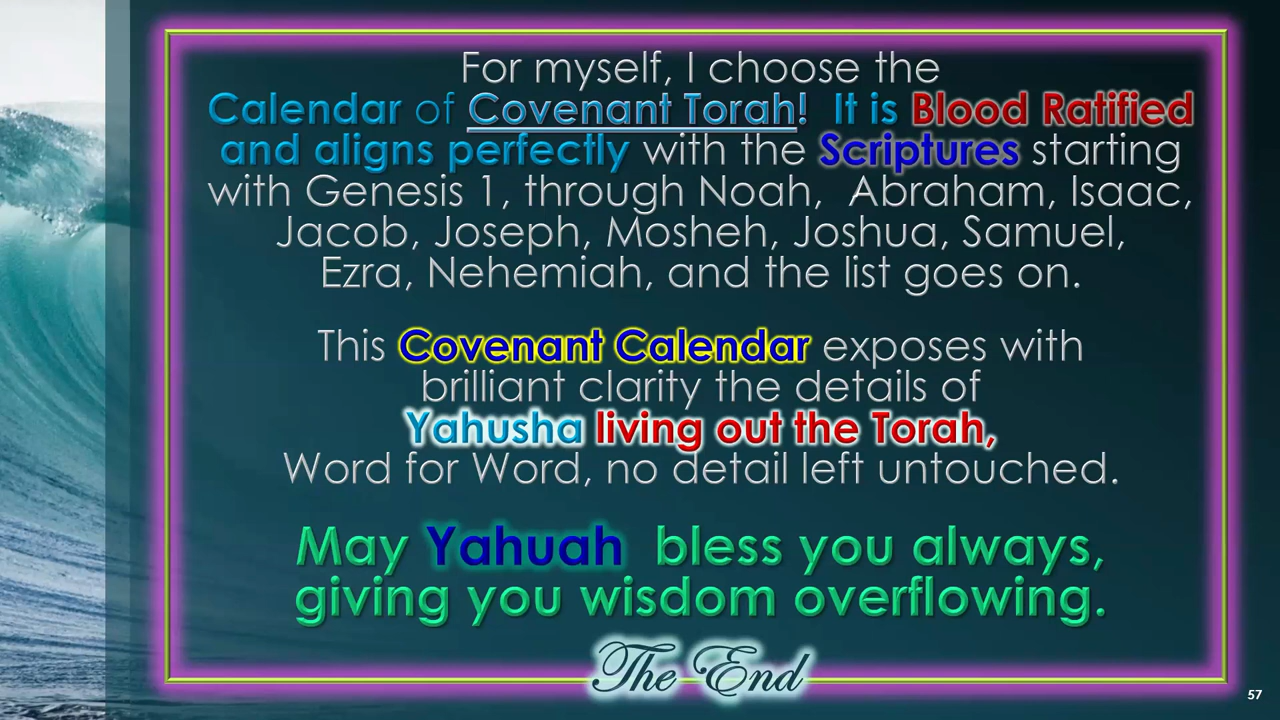 For myself, I choose the
Calendar of Covenant Torah!  It is Blood Ratified
and aligns perfectly with the Scriptures starting
with Genesis 1, through Noah,  Abraham, Isaac,
Jacob, Joseph, Mosheh, Joshua, Samuel,
Ezra, Nehemiah, and the list goes on.
This Covenant Calendar exposes with
brilliant clarity the details of
Yahusha living out the Torah,
Word for Word, no detail left untouched.
May Yahuah  bless you always,
giving you wisdom overflowing.
The End
57